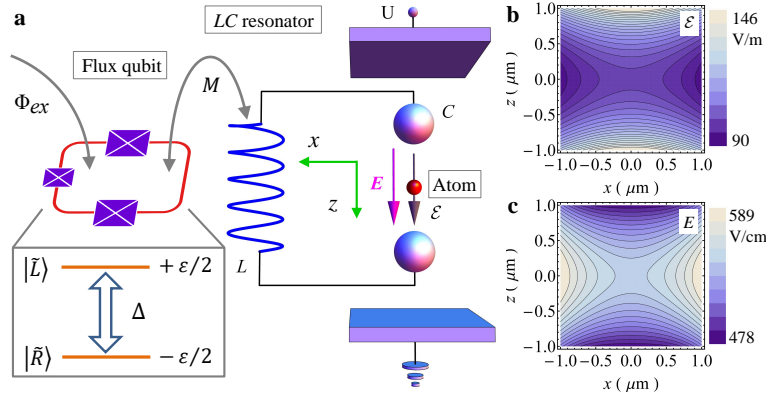 a
LC resonator
U
Flux qubit
Φex
M
C
x
z
E
Atom
ℰ
L
|L̃⟩
+ ε/2
Δ
|R̃⟩
− ε/2
b
ℰ
146
V/m
90
1.0
0.5
0.0
-0.5
-1.0
z ( μm )
-1.0 -0.5 0.0 0.5 1.0
x ( μm )
c
E
589
V/cm
478
1.0
0.5
0.0
-0.5
-1.0
z ( μm )
-1.0 -0.5 0.0 0.5 1.0
x ( μm )